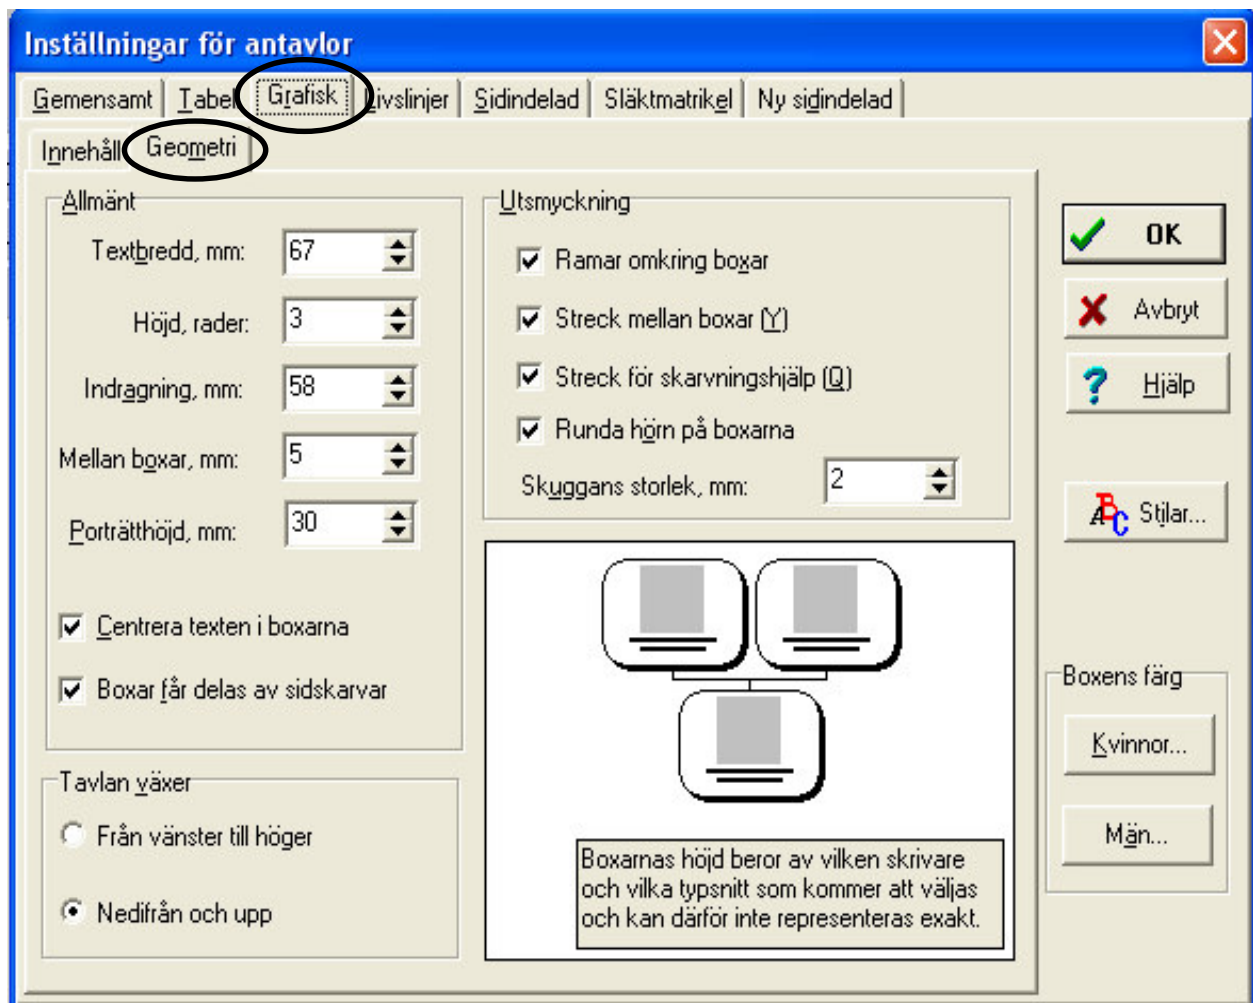 Inställningar för antavlor
Gemensamt Tabel Grafisk Livslinjer Sidindelad Släktmatrikel Ny sidindelad
Innehåll Geometri
Allmänt
Textbredd, mm: 67
Höjd, rader: 3
Indragning, mm: 58
Mellan boxar, mm: 5
Porträtthöjd, mm: 30
Centrera texten i boxarna
Boxar får delas av sidskarvar
Tavlan växer
Från vänster till höger
Nedifrån och upp
Utsmyckning
Ramar omkring boxar
Streck mellan boxar (Y)
Streck för skarvningshjälp (Q)
Runda hörn på boxarna
Skuggans storlek, mm: 2
Boxarnas höjd beror av vilken skrivare
och vilka typsnitt som kommer att väljas
och kan därför inte representeras exakt.
OK
Avbryt
Hjälp
ABC Stilar...
Boxens färg
Kvinnor...
Män...